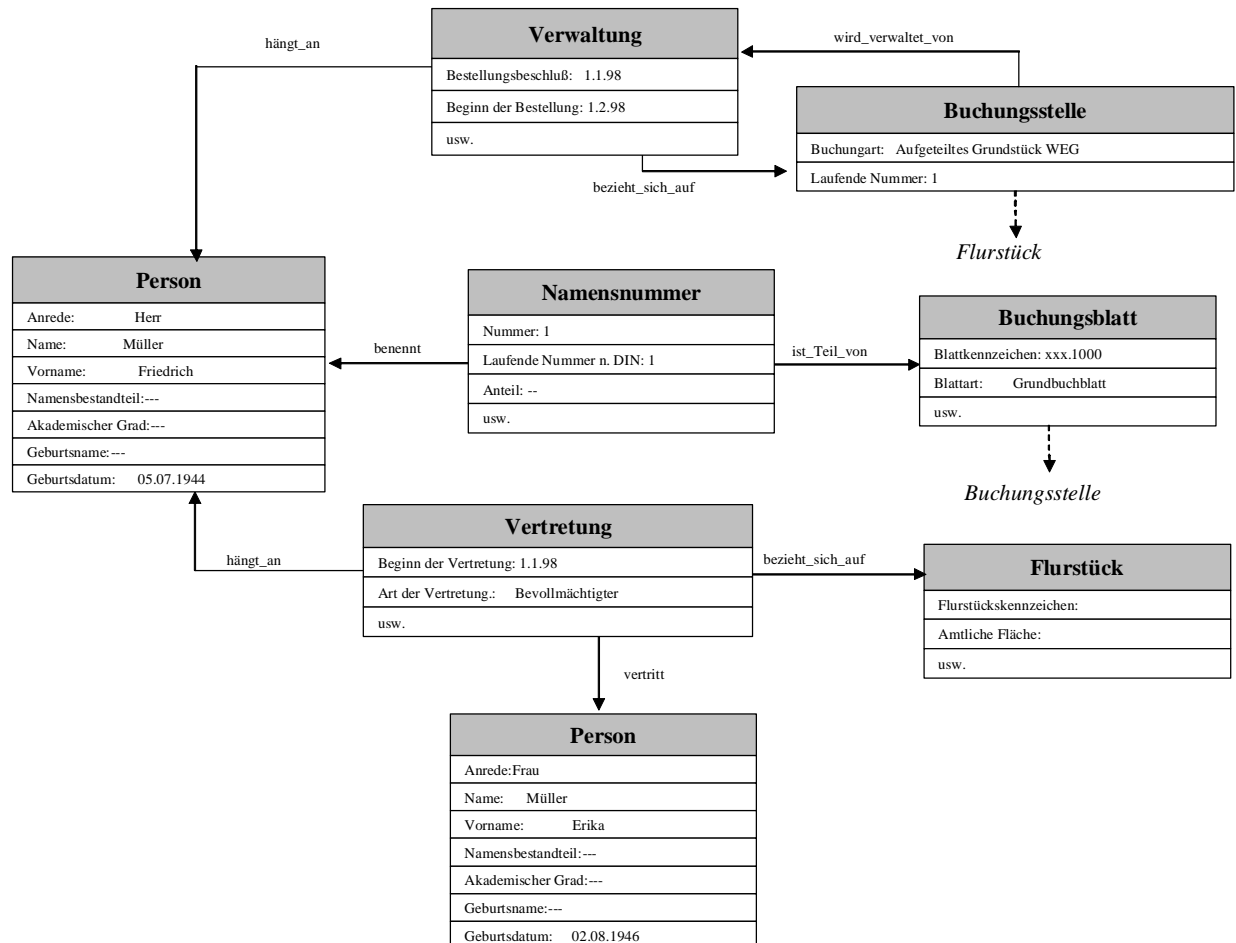 Verwaltung
Bestellungsbeschluß: 1.1.98
Beginn der Bestellung: 1.2.98
usw.
hängt_an
wird_verwaltet_von
bezieht_sich_auf
Buchungsstelle
Buchungart: Aufgeteiltes Grundstück WEG
Laufende Nummer: 1
Flurstück
Person
Anrede: Herr
Name: Müller
Vorname: Friedrich
Namensbestandteil:---
Akademischer Grad:---
Geburtsname:---
Geburtsdatum: 05.07.1944
benennt
Namensnummer
Nummer: 1
Laufende Nummer n. DIN: 1
Anteil: --
usw.
ist_Teil_von
Buchungsblatt
Blattkennzeichen: xxx.1000
Blattart: Grundbuchblatt
usw.
Buchungsstelle
hängt_an
Vertretung
Beginn der Vertretung: 1.1.98
Art der Vertretung.: Bevollmächtigter
usw.
bezieht_sich_auf
Flurstück
Flurstückskennzeichen:
Amtliche Fläche:
usw.
vertritt
Person
Anrede:Frau
Name: Müller
Vorname: Erika
Namensbestandteil:---
Akademischer Grad:---
Geburtsname:---
Geburtsdatum: 02.08.1946